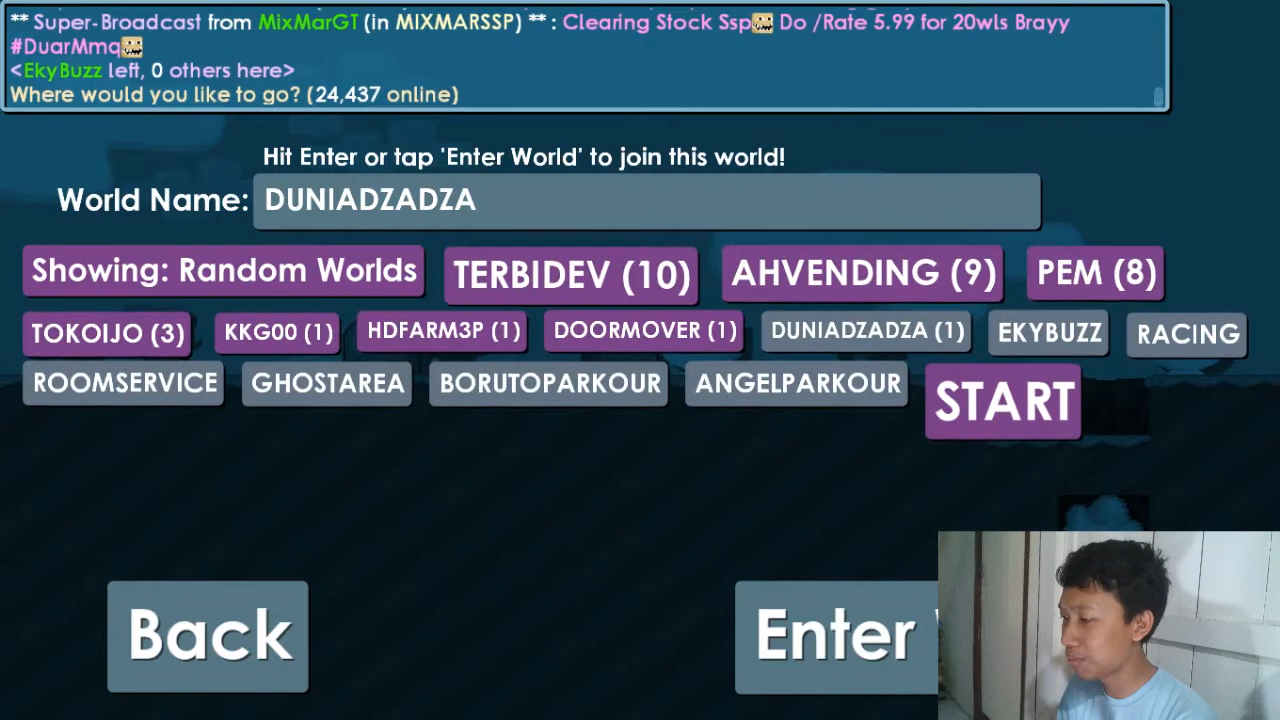 ** Super-Broadcast from MixMarGT (in MIXMARSSP) ** : Clearing Stock Ssp Do /Rate 5.99 for 20wls Brayy
#DuarMmq
<EkyBuzz left, 0 others here>
Where would you like to go? (24,437 online)
Hit Enter or tap 'Enter World' to join this world!
World Name: DUNIADZADZA
Showing: Random Worlds TERBIDEV (10) AHVENDING (9) PEM (8)
TOKOIJO (3) KKG00 (1) HDFARM3P (1) DOORMOVER (1) DUNIADZADZA (1) EKYBUZZ RACING
ROOMSERVICE GHOSTAREA BORUTOPARKOUR ANGELPARKOUR START
Back Enter